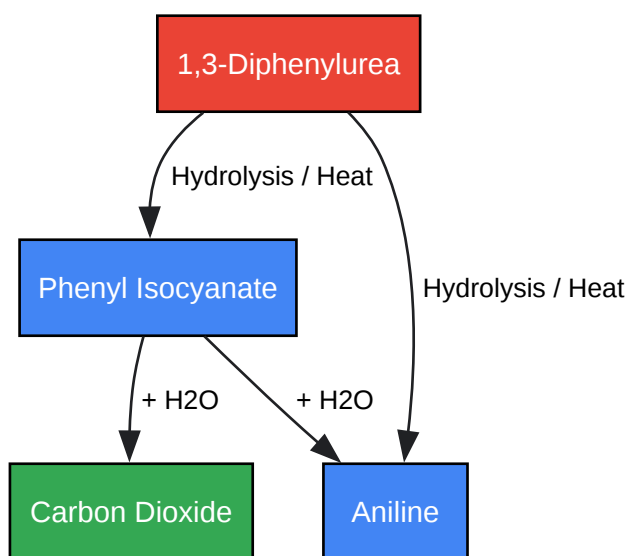 1,3-Diphenylurea
Hydrolysis / Heat
Phenyl Isocyanate
Hydrolysis / Heat
+ H2O
+ H2O
Carbon Dioxide
Aniline